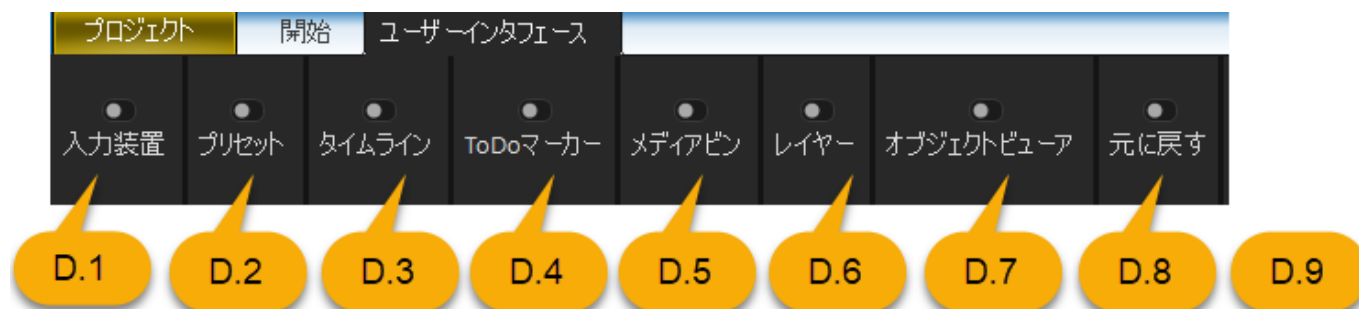 プロジェクト 開始 ユーザーインタフェース
入力装置 プリセット タイムライン ToDoマーカー メディアビン レイヤー オブジェクトビューア 元に戻す
D.1 D.2 D.3 D.4 D.5 D.6 D.7 D.8 D.9